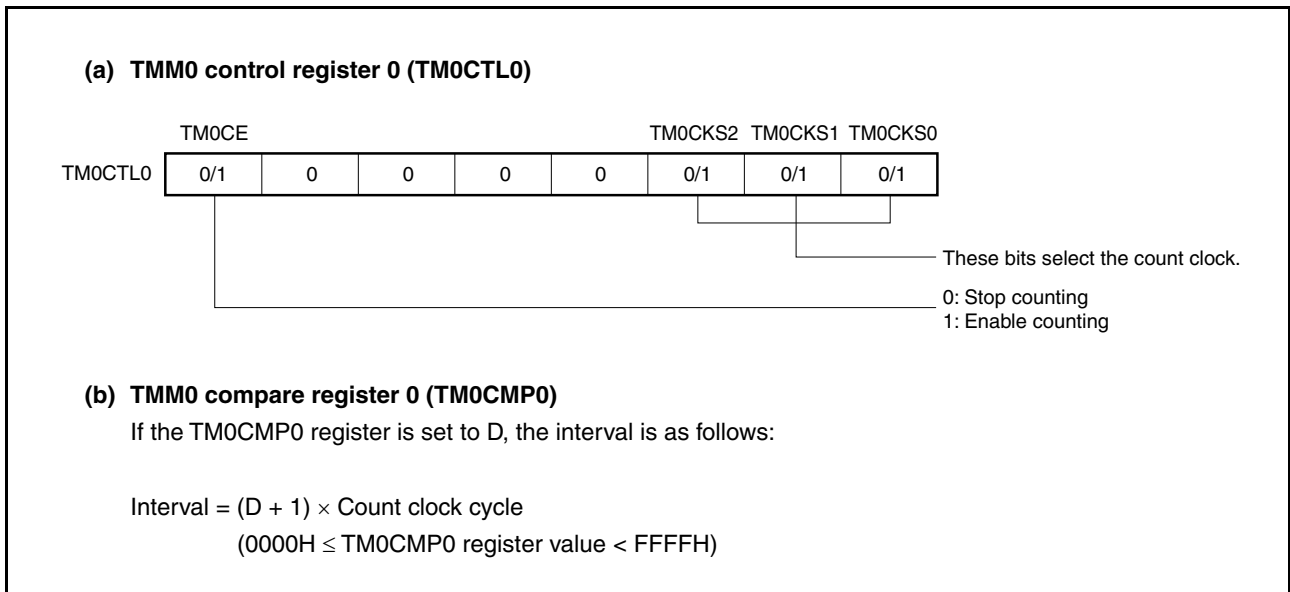 (a) TMM0 control register 0 (TM0CTL0)
TM0CE TM0CKS2 TM0CKS1 TM0CKS0
TM0CTL0 0/1 0 0 0 0 0/1 0/1 0/1
These bits select the count clock.
0: Stop counting
1: Enable counting
(b) TMM0 compare register 0 (TM0CMP0)
If the TM0CMP0 register is set to D, the interval is as follows:
Interval = (D + 1) × Count clock cycle
(0000H ≤ TM0CMP0 register value < FFFFH)